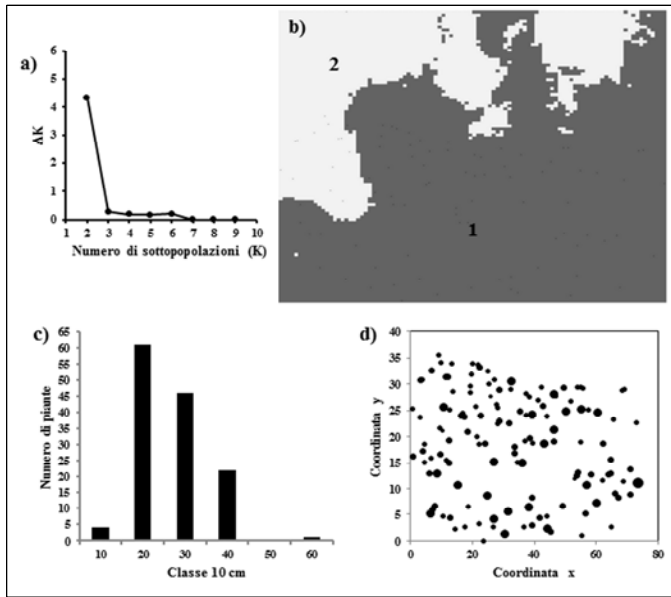 a)
6
5
4
3
2
1
0
ΔK
1 2 3 4 5 6 7 8 9 10
Numero di sottopopolazioni (K)
b)
2
1
c)
65
60
55
50
45
40
35
30
25
20
15
10
5
0
Numero di piante
10 20 30 40 50 60
Classe 10 cm
d)
40
35
30
25
20
15
10
5
0
Coordinata y
0 20 40 60 80
Coordinata x